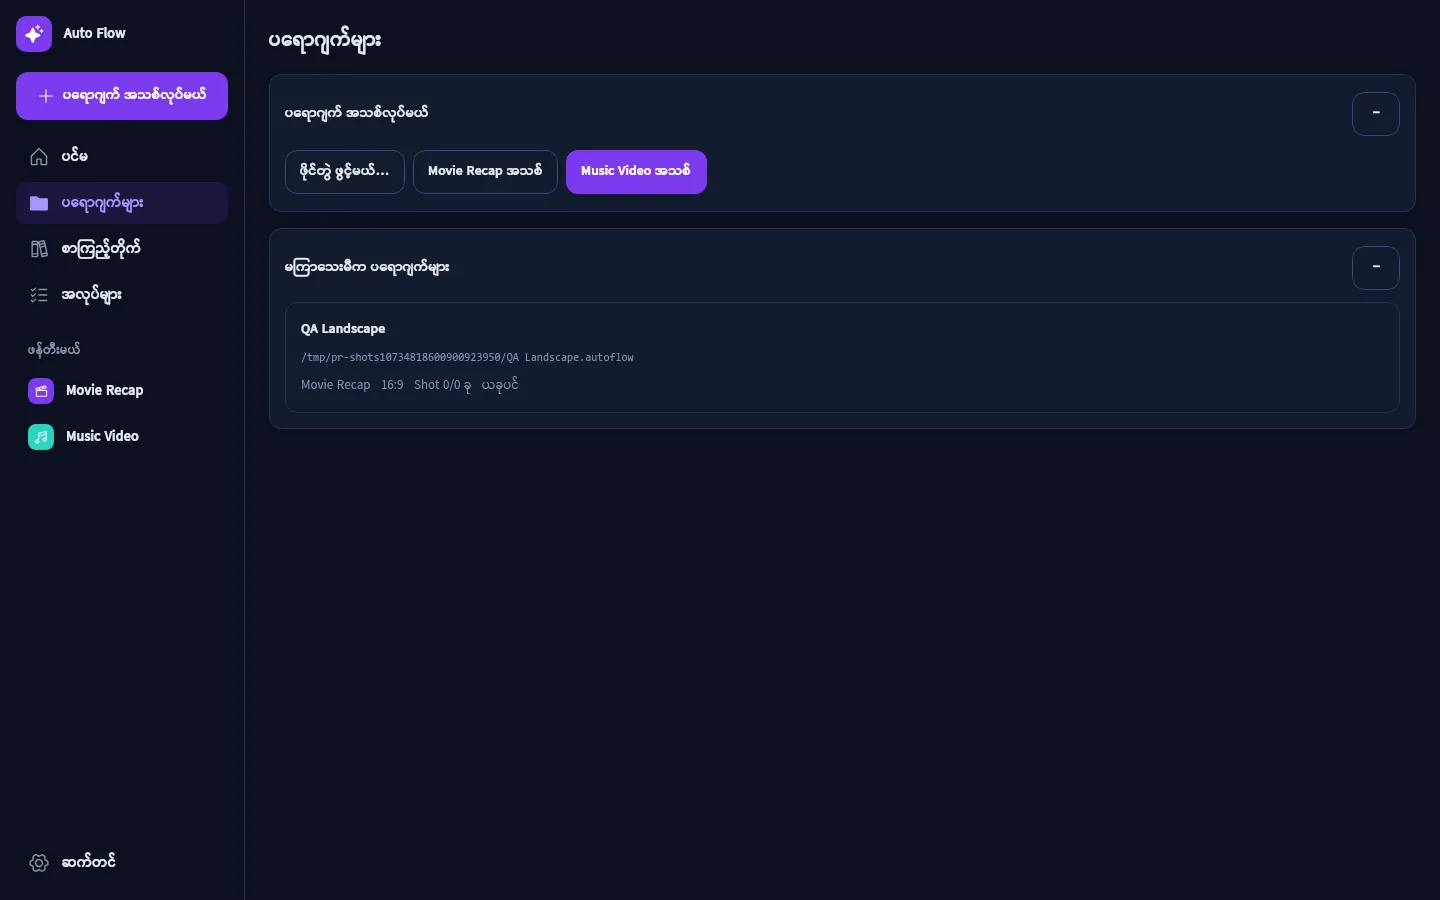 Auto Flow
ပရောဂျက် အသစ်လုပ်မယ်
ပင်မ
ပရောဂျက်များ
စာကြည့်တိုက်
အလုပ်များ
ဖန်တီးမယ်
Movie Recap
Music Video
ဆက်တင်
ပရောဂျက်များ
ပရောဂျက် အသစ်လုပ်မယ်
ဖိုင်တွဲ ဖွင့်မယ်...
Movie Recap အသစ်
Music Video အသစ်
မကြာသေးမီက ပရောဂျက်များ
QA Landscape
/tmp/pr-shots10734818600900923950/QA Landscape.autoflow
Movie Recap 16:9 Shot 0/0 ခု ယခုပင်